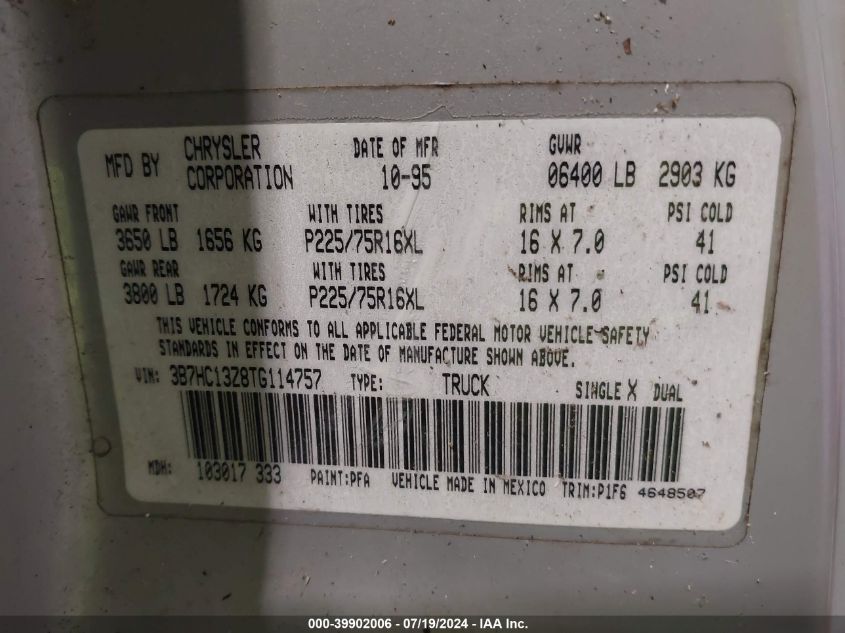 MFD BY CHRYSLER CORPORATION DATE OF MFR 10-95 GVWR 06400 LB 2903 KG
GAWR FRONT WITH TIRES RIMS AT PSI COLD
3650 LB 1656 KG P225/75R16XL 16 X 7.0 41
GAWR REAR WITH TIRES RIMS AT PSI COLD
3800 LB 1724 KG P225/75R16XL 16 X 7.0 41
THIS VEHICLE CONFORMS TO ALL APPLICABLE FEDERAL MOTOR VEHICLE SAFETY
STANDARDS IN EFFECT ON THE DATE OF MANUFACTURE SHOWN ABOVE.
VIN: 3B7HC13Z8TG114757 TYPE: TRUCK SINGLE X DUAL
MDH: 103017 333 PAINT:PFA VEHICLE MADE IN MEXICO TRIM:P1F6 4648507
000-39902006 - 07/19/2024 - IAA Inc.